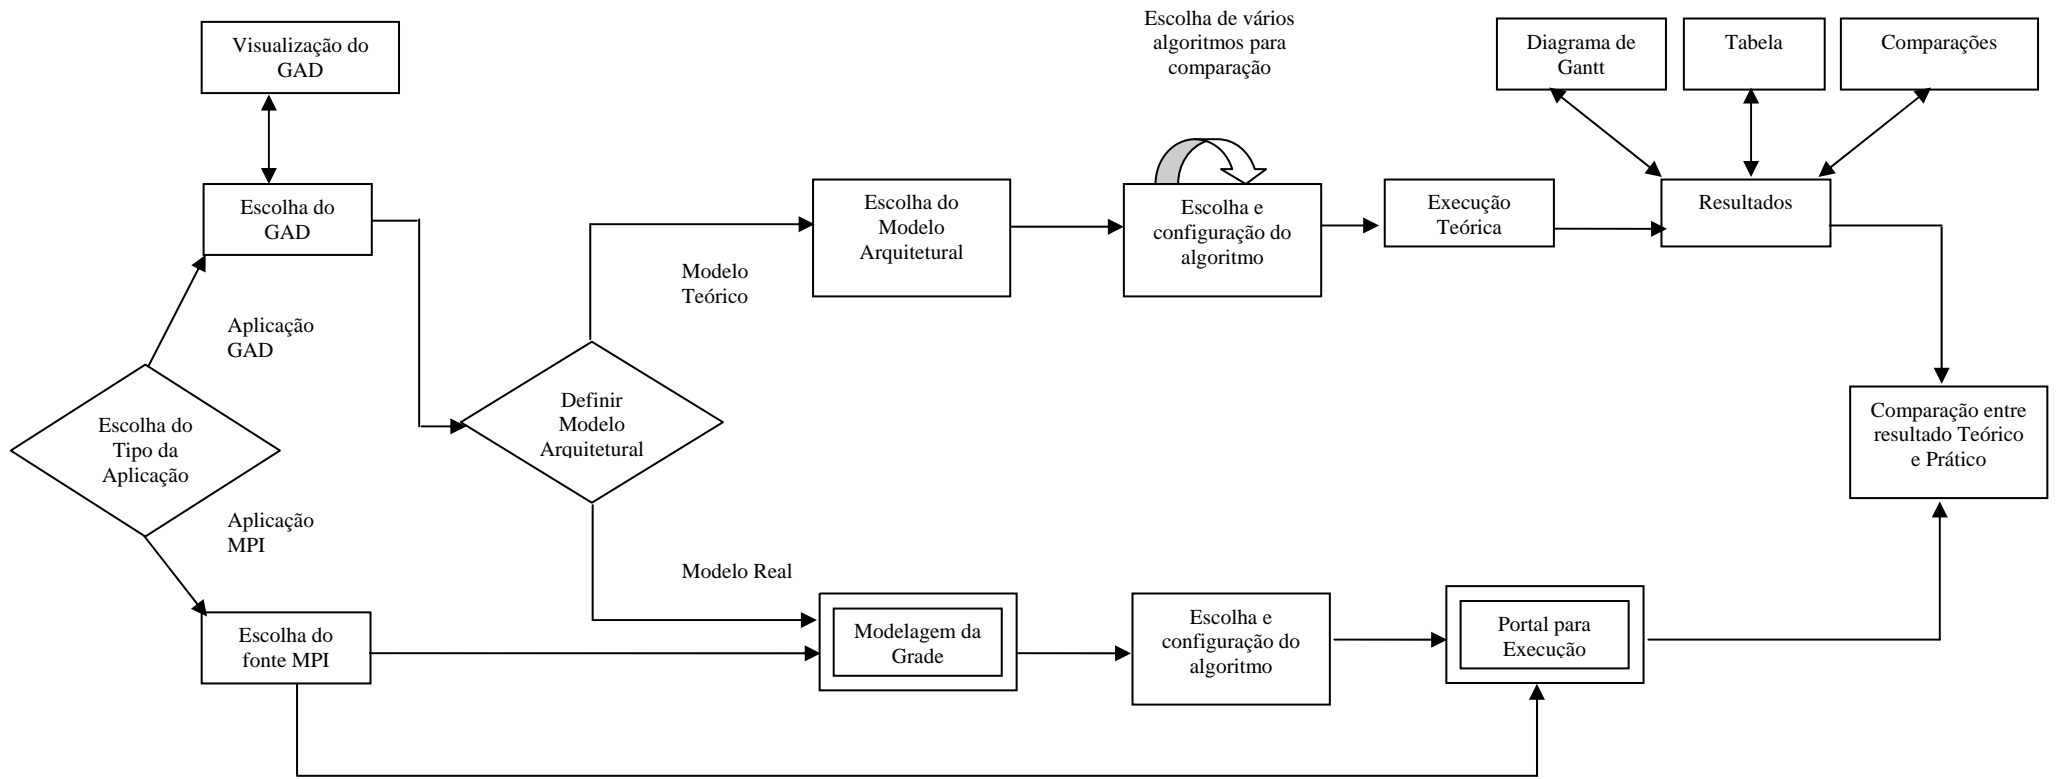 Visualização do
GAD
Escolha de vários
algoritmos para
comparação
Diagrama de
Gantt
Tabela
Comparações
Escolha do
GAD
Escolha do
Modelo
Arquitetural
Escolha e
configuração do
algoritmo
Execução
Teórica
Resultados
Modelo
Teórico
Aplicação
GAD
Escolha do
Tipo da
Aplicação
Definir
Modelo
Arquitetural
Comparação entre
resultado Teórico
e Prático
Aplicação
MPI
Modelo Real
Escolha do
fonte MPI
Modelagem da
Grade
Escolha e
configuração do
algoritmo
Portal para
Execução